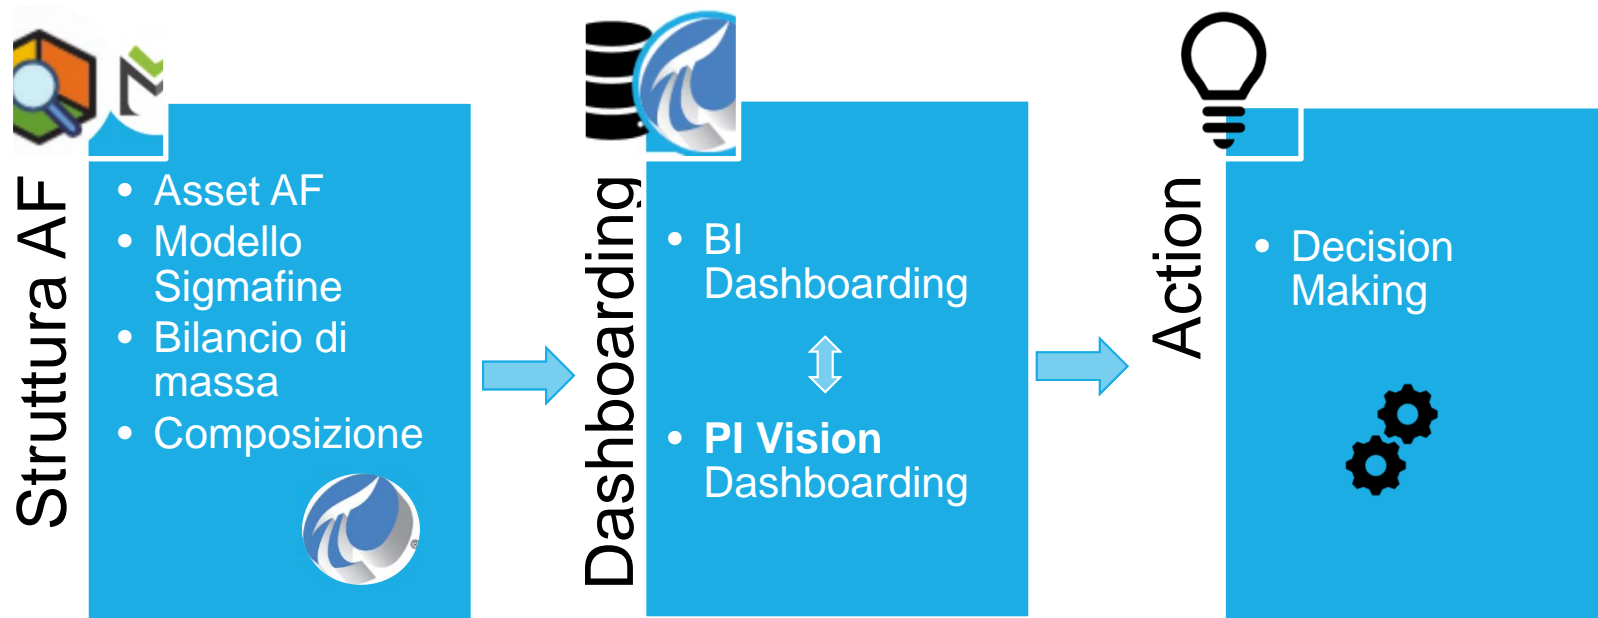 Struttura AF
• Asset AF
• Modello
Sigmafine
• Bilancio di
massa
• Composizione
Dashboarding
• BI
Dashboarding
• PI Vision
Dashboarding
Action
• Decision
Making